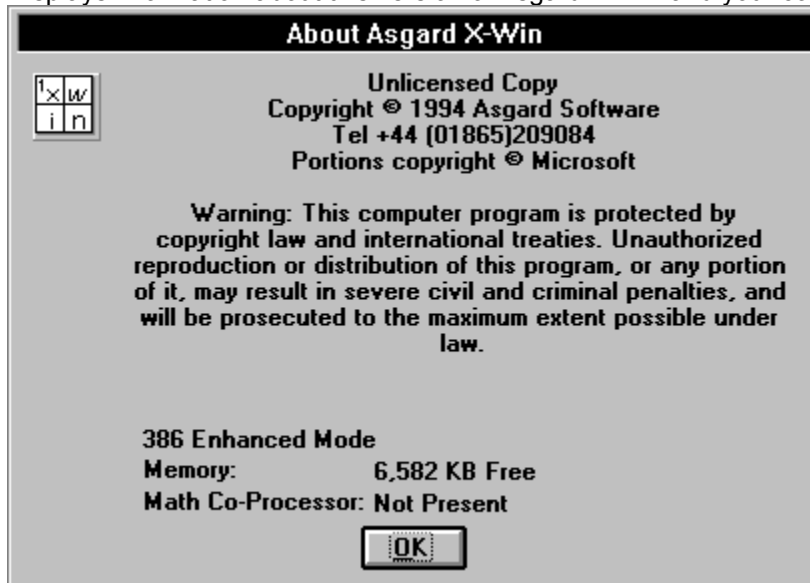 About Asgard X-Win
1x w
i n
Unlicensed Copy
Copyright © 1994 Asgard Software
Tel +44 (01865)209084
Portions copyright © Microsoft
Warning: This computer program is protected by
copyright law and international treaties. Unauthorized
reproduction or distribution of this program, or any portion
of it, may result in severe civil and criminal penalties, and
will be prosecuted to the maximum extent possible under
law.
386 Enhanced Mode
Memory: 6,582 KB Free
Math Co-Processor: Not Present
OK